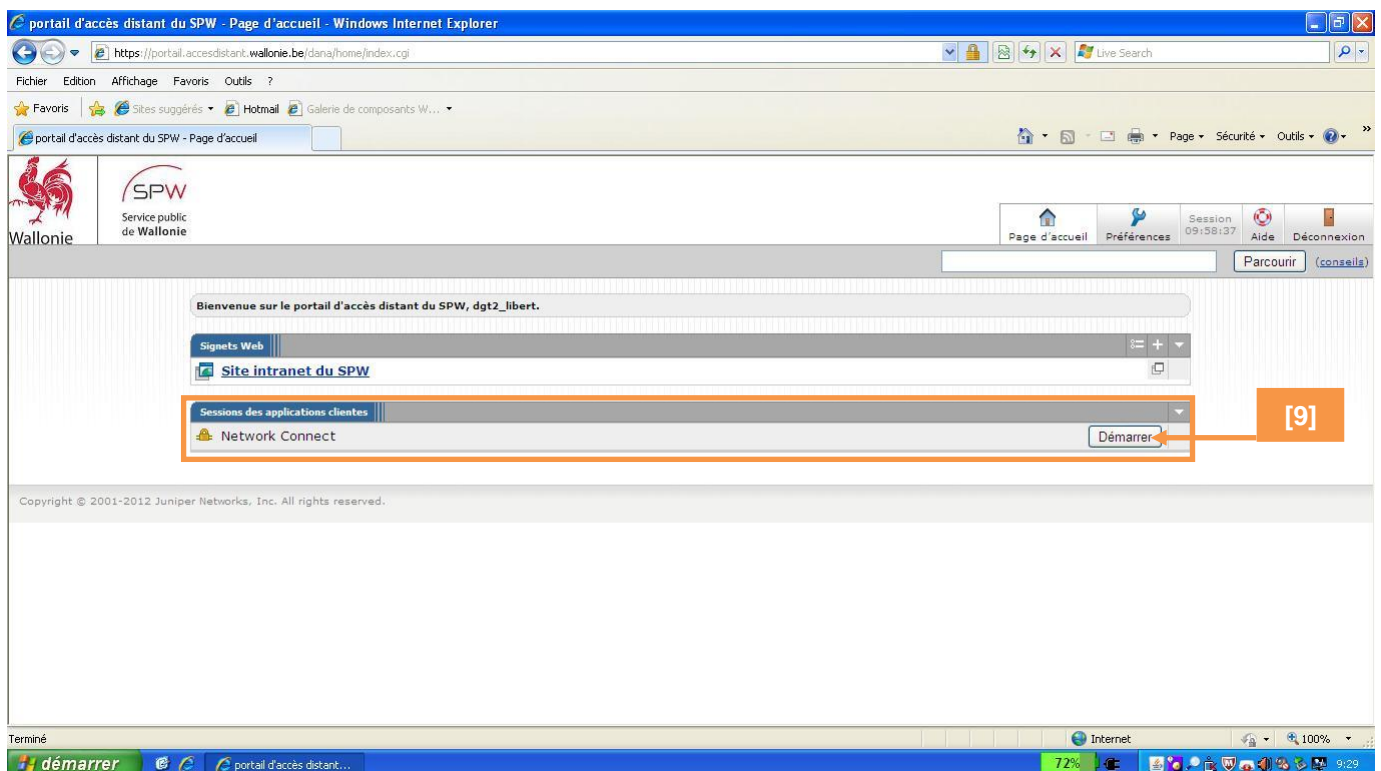 portail d'accès distant du SPW - Page d'accueil - Windows Internet Explorer
https://portail.accesdistant.wallonie.be/dana/home/index.cgi
Live Search
Fichier Edition Affichage Favoris Outils ?
Favoris Sites suggérés Hotmail Galerie de composants W...
portail d'accès distant du SPW - Page d'accueil
Page Sécurité Outils »
SPW
Service public
de Wallonie
Wallonie
Page d'accueil Préférences Session 09:58:37 Aide Déconnexion
Parcourir (conseils)
Bienvenue sur le portail d'accès distant du SPW, dgt2_libert.
Signets Web
Site intranet du SPW
Sessions des applications clientes
[9]
Network Connect Démarrer
Copyright © 2001-2012 Juniper Networks, Inc. All rights reserved.
Terminé Internet 100%
démarrer portail d'accès distant... 72% 9:29